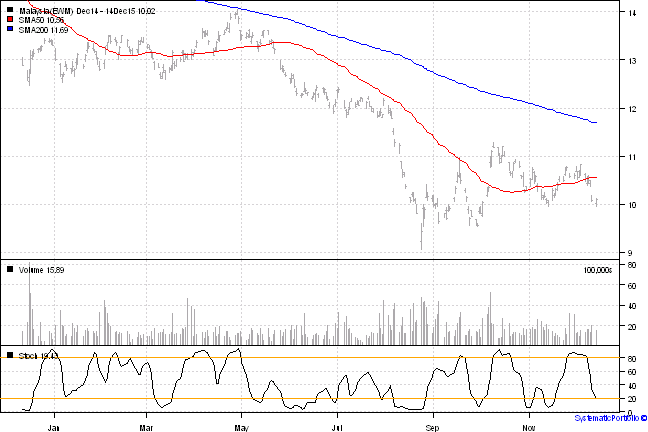 Malaysia(EWM) Dec14 - 14Dec15 10.02
SMA50 10.56
SMA200 11.69
14
13
12
11
10
9
Volume 15.89
100,000s
80
60
40
20
Stoch 19.43
80
60
40
20
0
Jan Mar May Jul Sep Nov
SystematicPortfolio ©